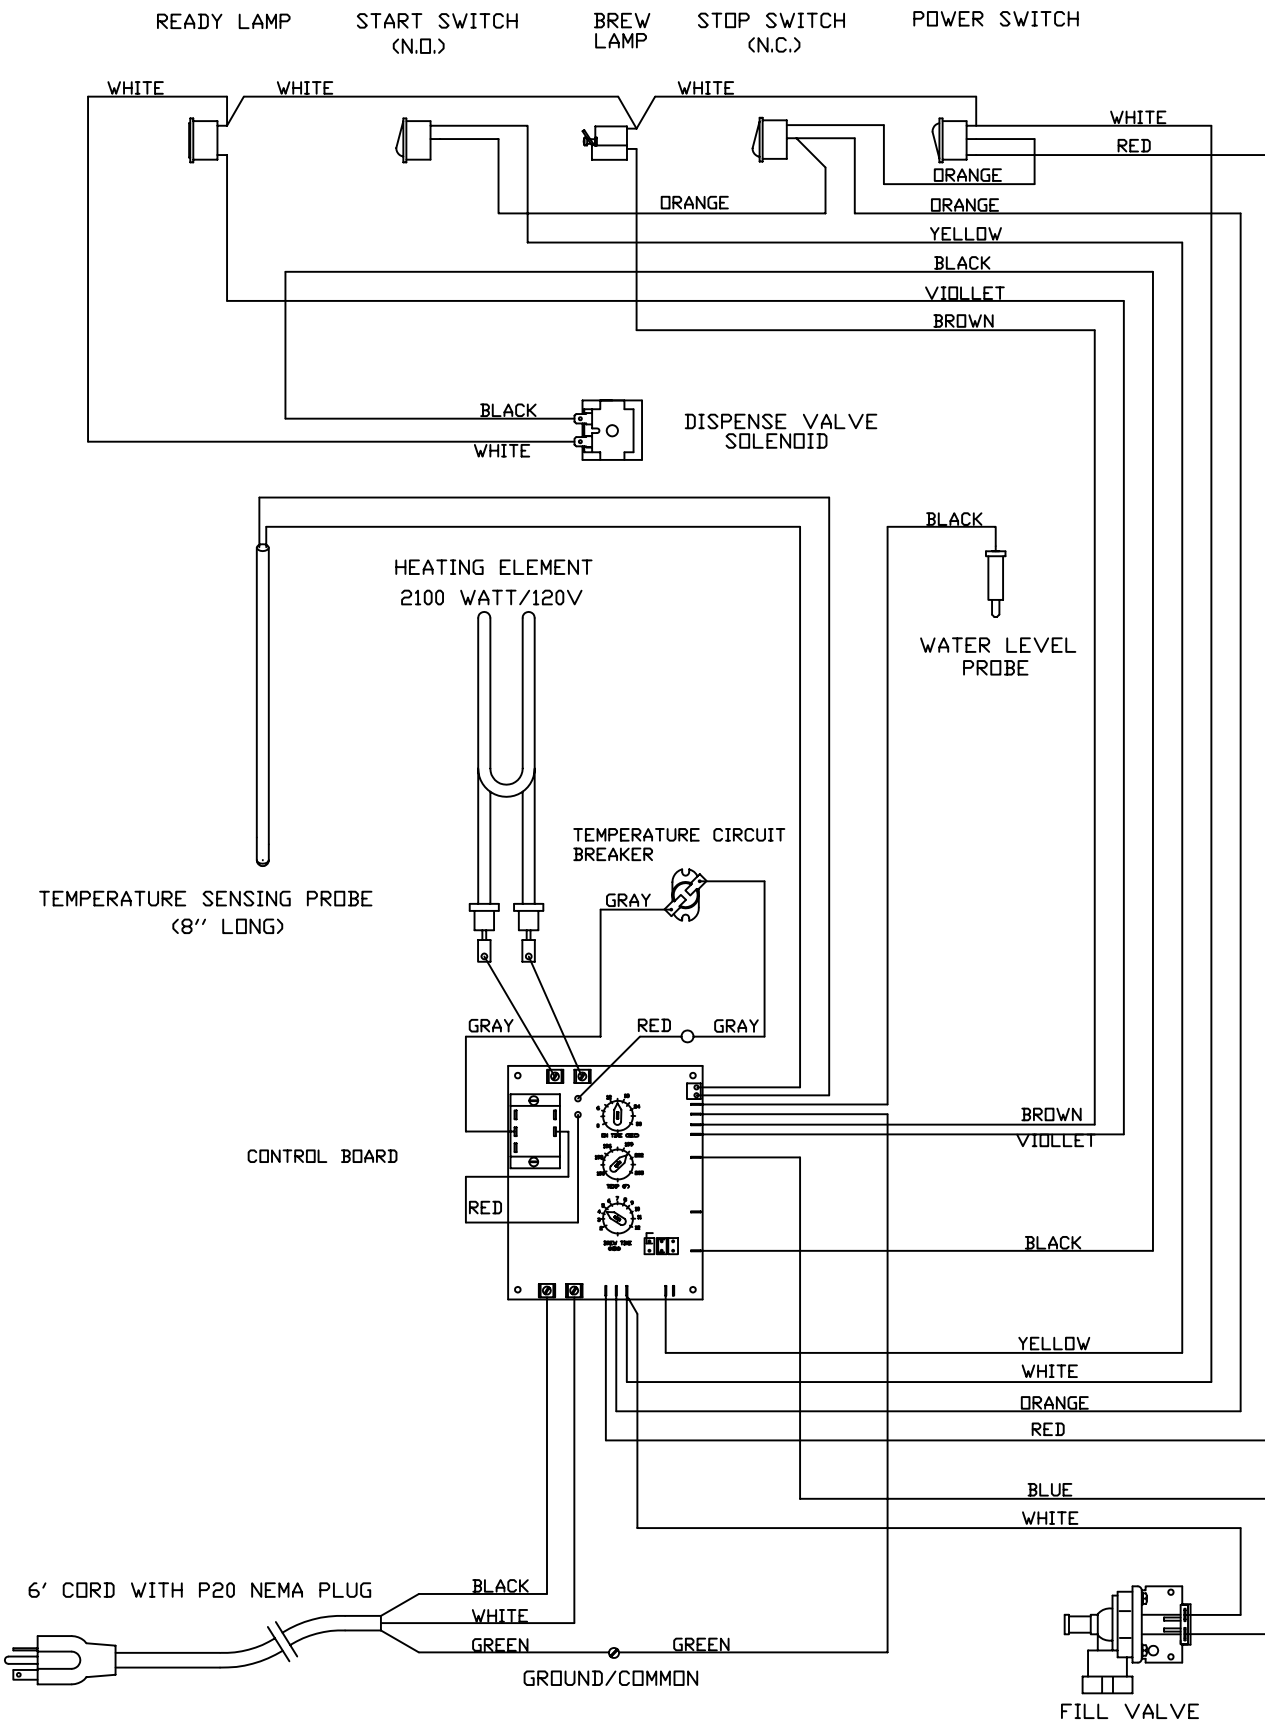 READY LAMP
START SWITCH
(N.O.)
BREW
LAMP
STOP SWITCH
(N.C.)
POWER SWITCH
WHITE
WHITE
WHITE
WHITE
RED
ORANGE
ORANGE
ORANGE
YELLOW
BLACK
VIOLLET
BROWN
BLACK
WHITE
DISPENSE VALVE
SOLENOID
BLACK
HEATING ELEMENT
2100 WATT/120V
WATER LEVEL
PROBE
TEMPERATURE CIRCUIT
BREAKER
TEMPERATURE SENSING PROBE
(8'' LONG)
GRAY
GRAY
RED
GRAY
BROWN
VIOLLET
CONTROL BOARD
RED
BLACK
YELLOW
WHITE
ORANGE
RED
BLUE
WHITE
6' CORD WITH P20 NEMA PLUG
BLACK
WHITE
GREEN
GREEN
GROUND/COMMON
FILL VALVE